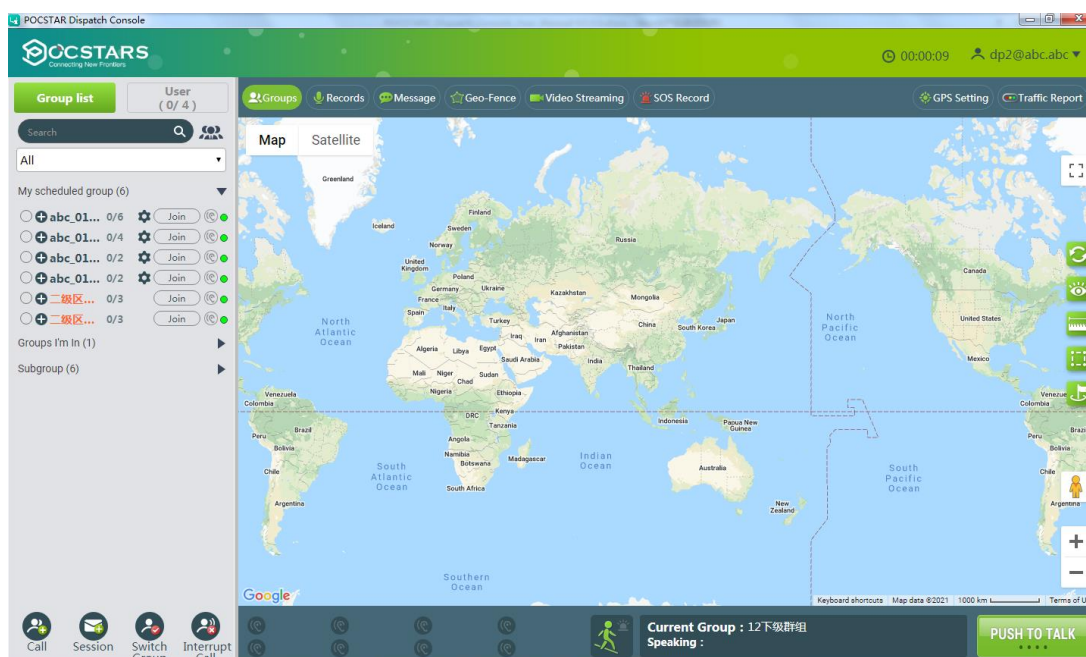 POCSTAR Dispatch Console
POCSTARS
Connecting New Frontiers
00:00:09
dp2@abc.abc
Group list
User
( 0/ 4 )
Groups
Records
Message
Geo-Fence
Video Streaming
SOS Record
GPS Setting
Traffic Report
Search
All
My scheduled group (6)
abc_01... 0/6 Join
abc_01... 0/4 Join
abc_01... 0/2 Join
abc_01... 0/2 Join
二级区... 0/3 Join
二级区... 0/3 Join
Groups I'm In (1)
Subgroup (6)
Map
Satellite
Greenland
Iceland
Finland
Sweden
Norway
Russia
United
Kingdom
Poland
Germany
Ukraine
France
Kazakhstan
Mongolia
Italy
Spain
Turkey
China
Japan
South Korea
Iraq
Iran
Afghanistan
Pakistan
Algeria
Libya
Egypt
Saudi Arabia
India
Thailand
Mali
Niger
Chad
Sudan
Nigeria
Ethiopia
DRC
Kenya
Tanzania
Indonesia
Papua New
Guinea
Angola
Namibia
Botswana
Madagascar
South Africa
Australia
New
Zealand
North
Atlantic
Ocean
South
Atlantic
Ocean
Indian
Ocean
Southern
Ocean
North
Pacific
Ocean
South
Pacific
Ocean
Venezuela
Colombia
Brazil
Peru
Bolivia
Chile
Argentina
Canada
United States
Mexico
Venezue
Colombia
Brazi
Peru
Bolivia
Chile
Argentina
Google
Keyboard shortcuts
Map data ©2021
1000 km
Terms of U
Call
Session
Switch
Group
Interrupt
Call
Current Group : 12下级群组
Speaking :
PUSH TO TALK